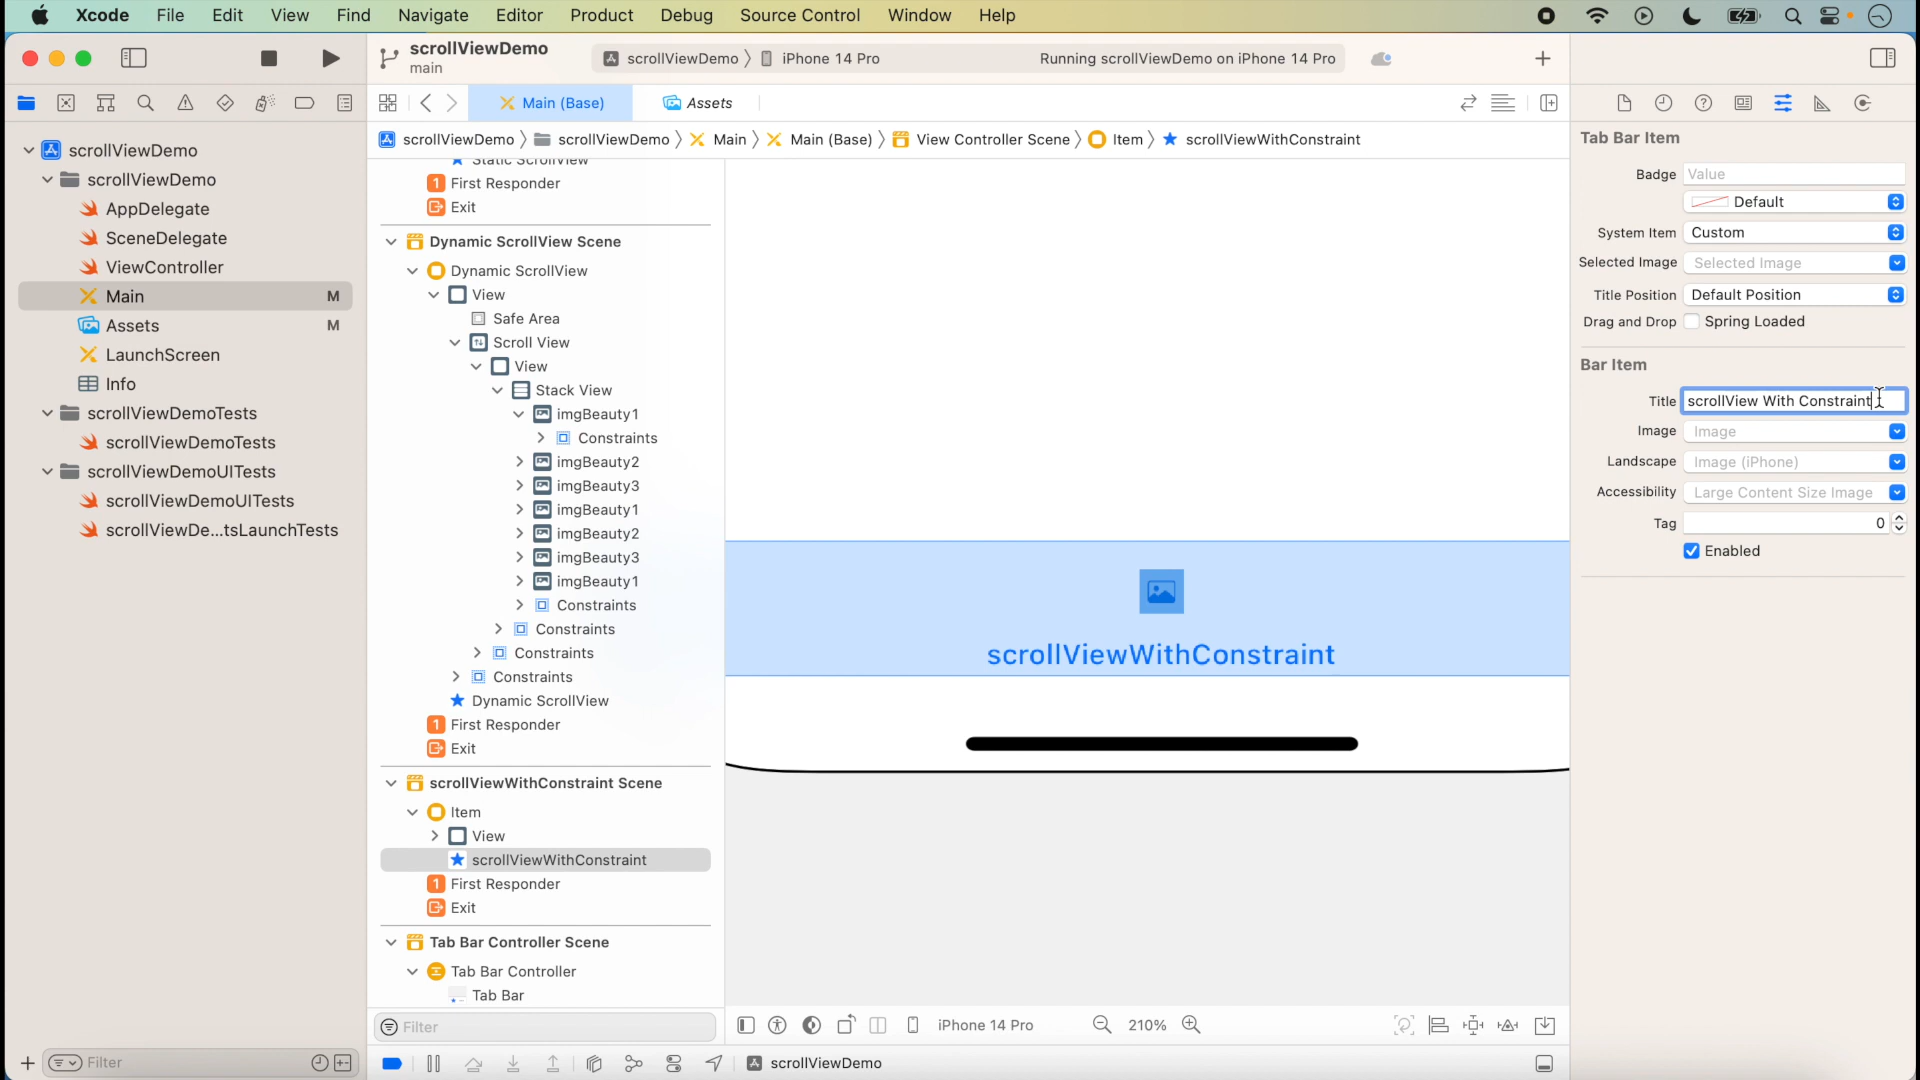 Xcode File Edit View Find Navigate Editor Product Debug Source Control Window Help
scrollViewDemo
main
scrollViewDemo iPhone 14 Pro Running scrollViewDemo on iPhone 14 Pro
Main (Base) Assets
scrollViewDemo scrollViewDemo Main Main (Base) View Controller Scene Item scrollViewWithConstraint
scrollViewDemo
scrollViewDemo
AppDelegate
SceneDelegate
ViewController
Main M
Assets M
LaunchScreen
Info
scrollViewDemoTests
scrollViewDemoTests
scrollViewDemoUITests
scrollViewDemoUITests
scrollViewDe...tsLaunchTests
Filter
Static ScrollView
First Responder
Exit
Dynamic ScrollView Scene
Dynamic ScrollView
View
Safe Area
Scroll View
View
Stack View
imgBeauty1
Constraints
imgBeauty2
imgBeauty3
imgBeauty1
imgBeauty2
imgBeauty3
imgBeauty1
Constraints
Constraints
Constraints
Constraints
Dynamic ScrollView
First Responder
Exit
scrollViewWithConstraint Scene
Item
View
scrollViewWithConstraint
First Responder
Exit
Tab Bar Controller Scene
Tab Bar Controller
Tab Bar
Filter
scrollViewWithConstraint
iPhone 14 Pro 210%
scrollViewDemo
Tab Bar Item
Badge Value
Default
System Item Custom
Selected Image Selected Image
Title Position Default Position
Drag and Drop Spring Loaded
Bar Item
Title scrollView With Constraint
Image Image
Landscape Image (iPhone)
Accessibility Large Content Size Image
Tag 0
Enabled